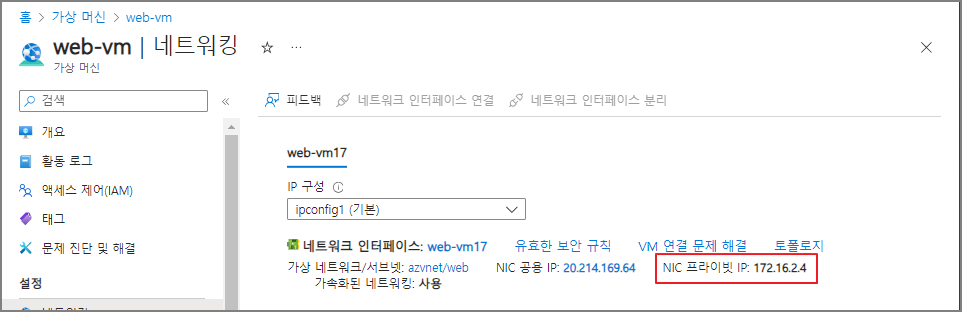 홈 > 가상 머신 > web-vm
web-vm | 네트워킹 ☆ ···
가상 머신
검색 «
피드백 네트워크 인터페이스 연결 네트워크 인터페이스 분리
개요
활동 로그
액세스 제어(IAM)
태그
문제 진단 및 해결
설정
web-vm17
IP 구성
ipconfig1 (기본)
네트워크 인터페이스: web-vm17 유효한 보안 규칙 VM 연결 문제 해결 토폴로지
가상 네트워크/서브넷: azvnet/web NIC 공용 IP: 20.214.169.64 NIC 프라이빗 IP: 172.16.2.4
가속화된 네트워킹: 사용